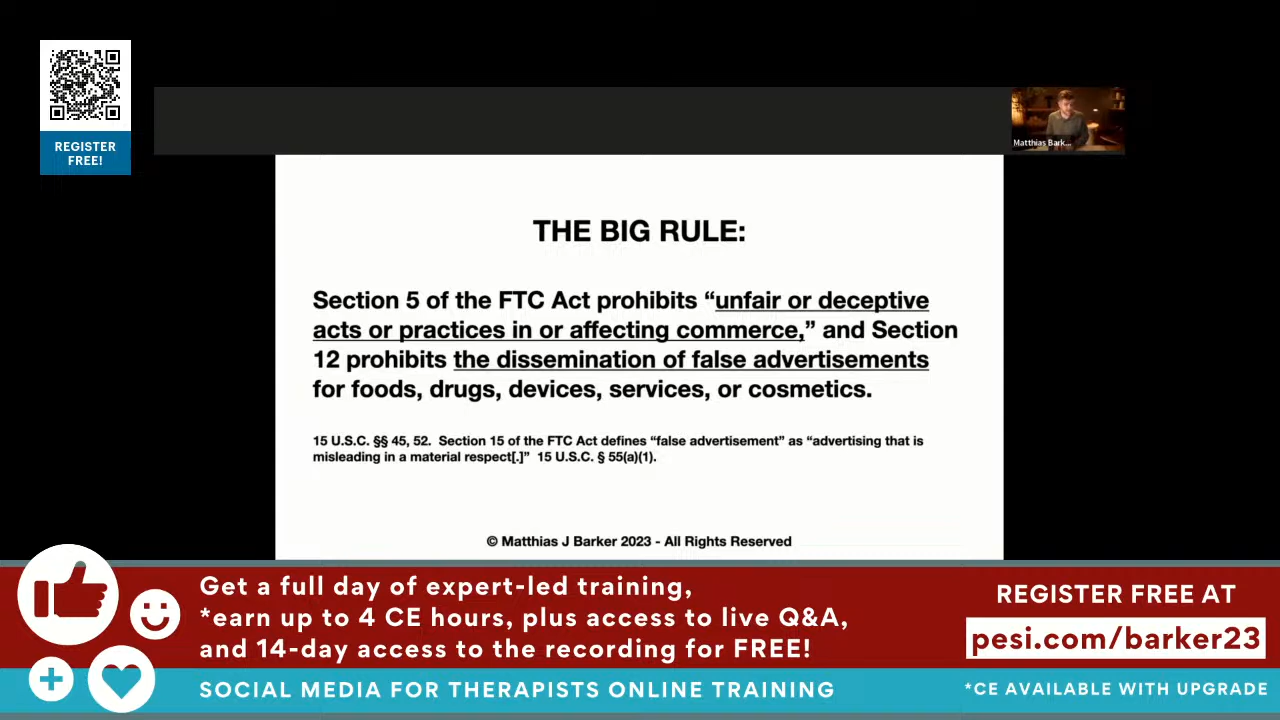 REGISTER
FREE!
Matthias Bark...
THE BIG RULE:
Section 5 of the FTC Act prohibits “unfair or deceptive
acts or practices in or affecting commerce,” and Section
12 prohibits the dissemination of false advertisements
for foods, drugs, devices, services, or cosmetics.
15 U.S.C. §§ 45, 52.  Section 15 of the FTC Act defines “false advertisement” as “advertising that is
misleading in a material respect[.]”  15 U.S.C. § 55(a)(1).
© Matthias J Barker 2023 - All Rights Reserved
Get a full day of expert-led training,
*earn up to 4 CE hours, plus access to live Q&A,
and 14-day access to the recording for FREE!
REGISTER FREE AT
pesi.com/barker23
SOCIAL MEDIA FOR THERAPISTS ONLINE TRAINING
*CE AVAILABLE WITH UPGRADE